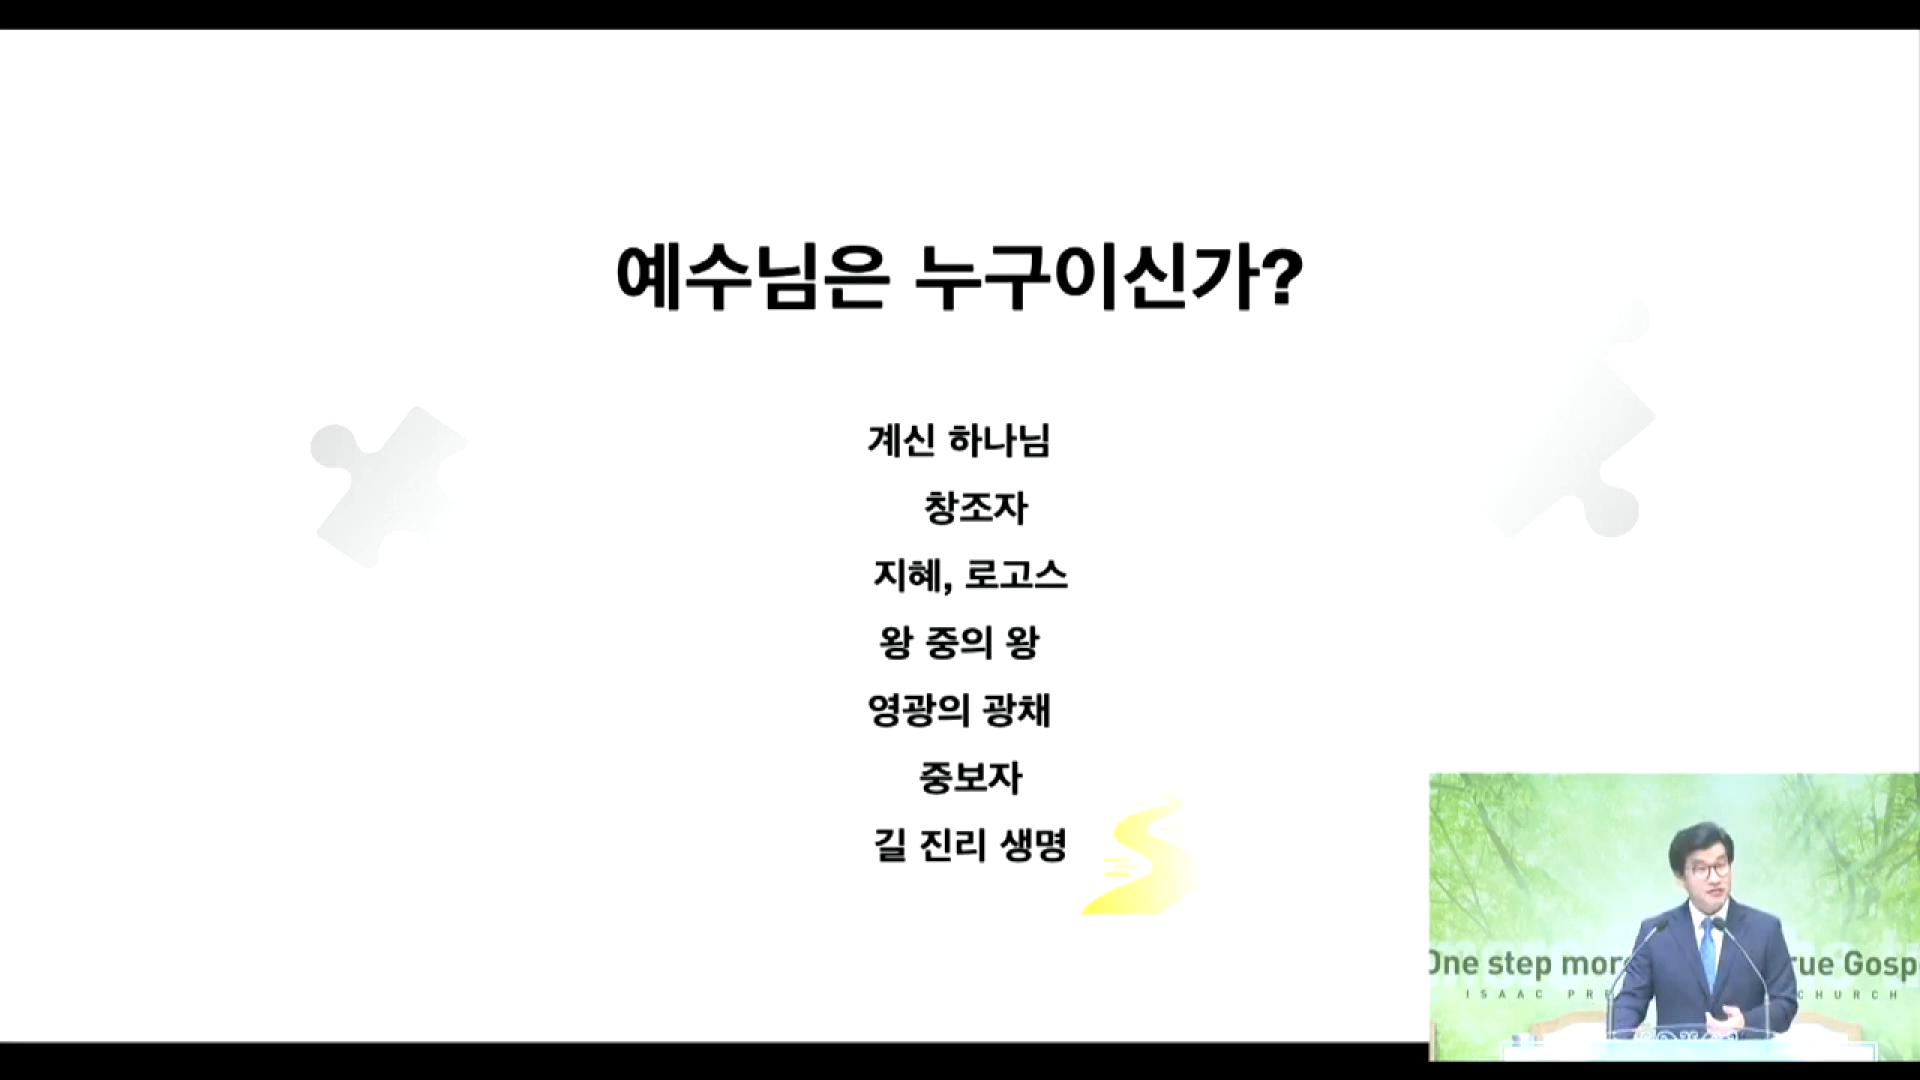 예수님은 누구이신가?
계신 하나님
창조자
지혜, 로고스
왕 중의 왕
영광의 광채
중보자
길 진리 생명
One step more rue Gosp
ISAAC PRE CHURCH